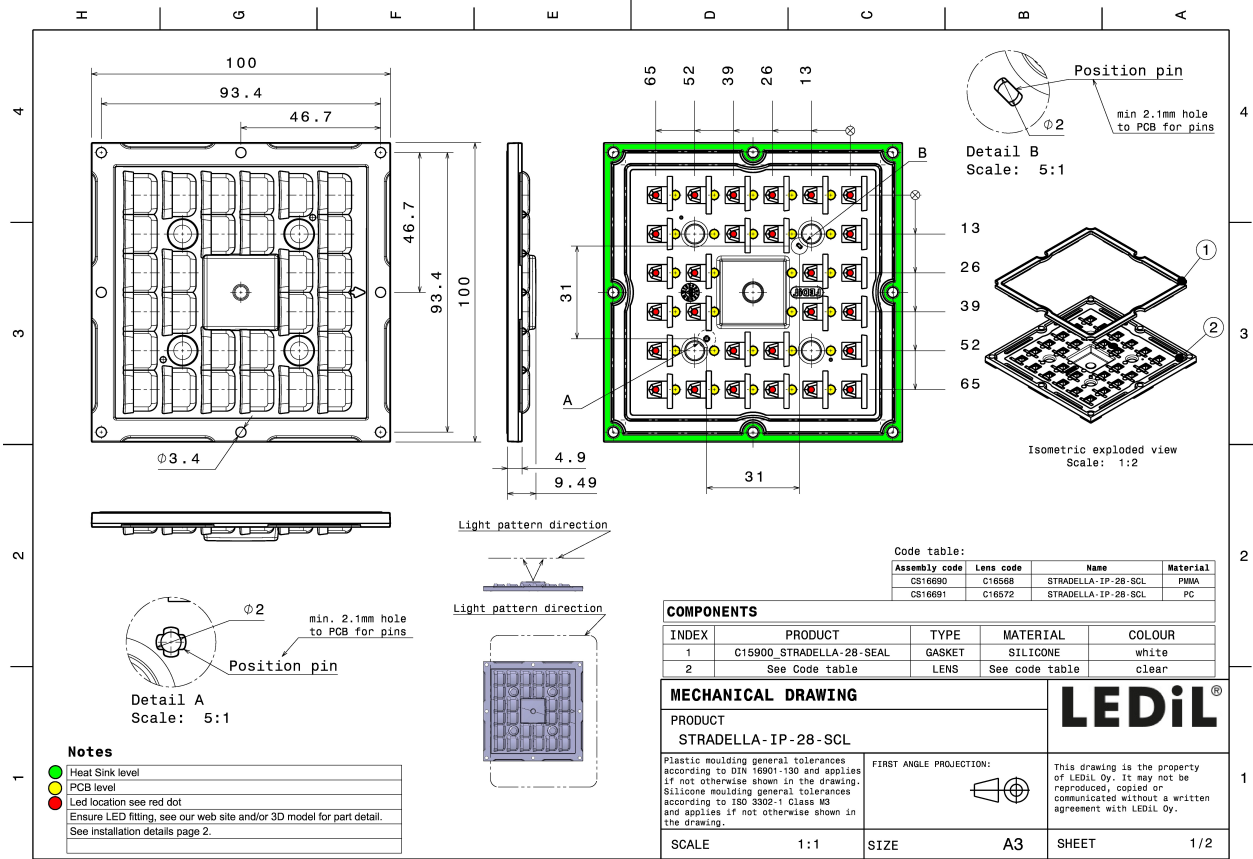 H G F E D C B A
4
3
2
1
4
3
2
1
100
93.4
46.7
46.7
93.4
100
Φ3.4
4.9
9.49
65 52 39 26 13
B
13
26
39
52
65
31
31
A
LEDiL
Position pin
min 2.1mm hole
to PCB for pins
Φ2
Detail B
Scale: 5:1
1
2
Isometric exploded view
Scale: 1:2
Light pattern direction
Light pattern direction
Φ2
min. 2.1mm hole
to PCB for pins
Position pin
Detail A
Scale: 5:1
Notes
Heat Sink level
PCB level
Led location see red dot
Ensure LED fitting, see our web site and/or 3D model for part detail.
See installation details page 2.
Code table:
Assembly code Lens code Name Material
CS16690 C16568 STRADELLA-IP-28-SCL PMMA
CS16691 C16572 STRADELLA-IP-28-SCL PC
COMPONENTS
INDEX PRODUCT TYPE MATERIAL COLOUR
1 C15900_STRADELLA-28-SEAL GASKET SILICONE white
2 See Code table LENS See code table clear
MECHANICAL DRAWING
PRODUCT
STRADELLA-IP-28-SCL
LEDiL®
Plastic moulding general tolerances
according to DIN 16901-130 and applies
if not otherwise shown in the drawing.
Silicone moulding general tolerances
according to ISO 3302-1 Class M3
and applies if not otherwise shown in
the drawing.
FIRST ANGLE PROJECTION:
This drawing is the property
of LEDiL Oy. It may not be
reproduced, copied or
communicated without a written
agreement with LEDiL Oy.
SCALE 1:1 SIZE A3 SHEET 1/2